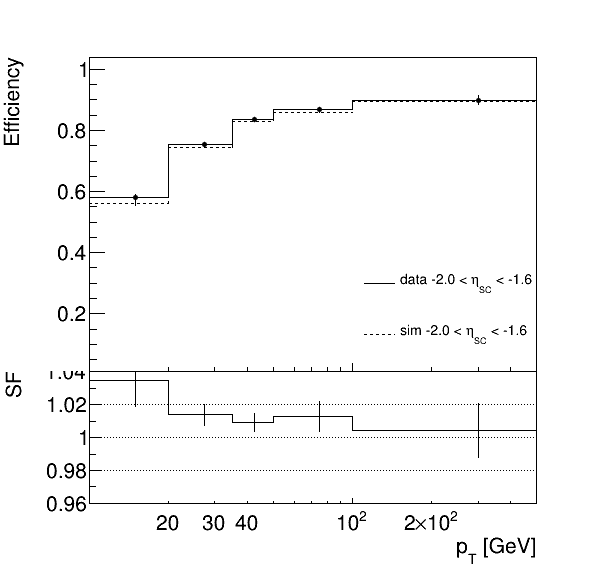 Efficiency
1
0.8
0.6
0.4
0.2
data -2.0 < η_SC < -1.6
sim -2.0 < η_SC < -1.6
SF
1.04
1.02
1
0.98
0.96
20 30 40 10² 2×10²
p_T [GeV]